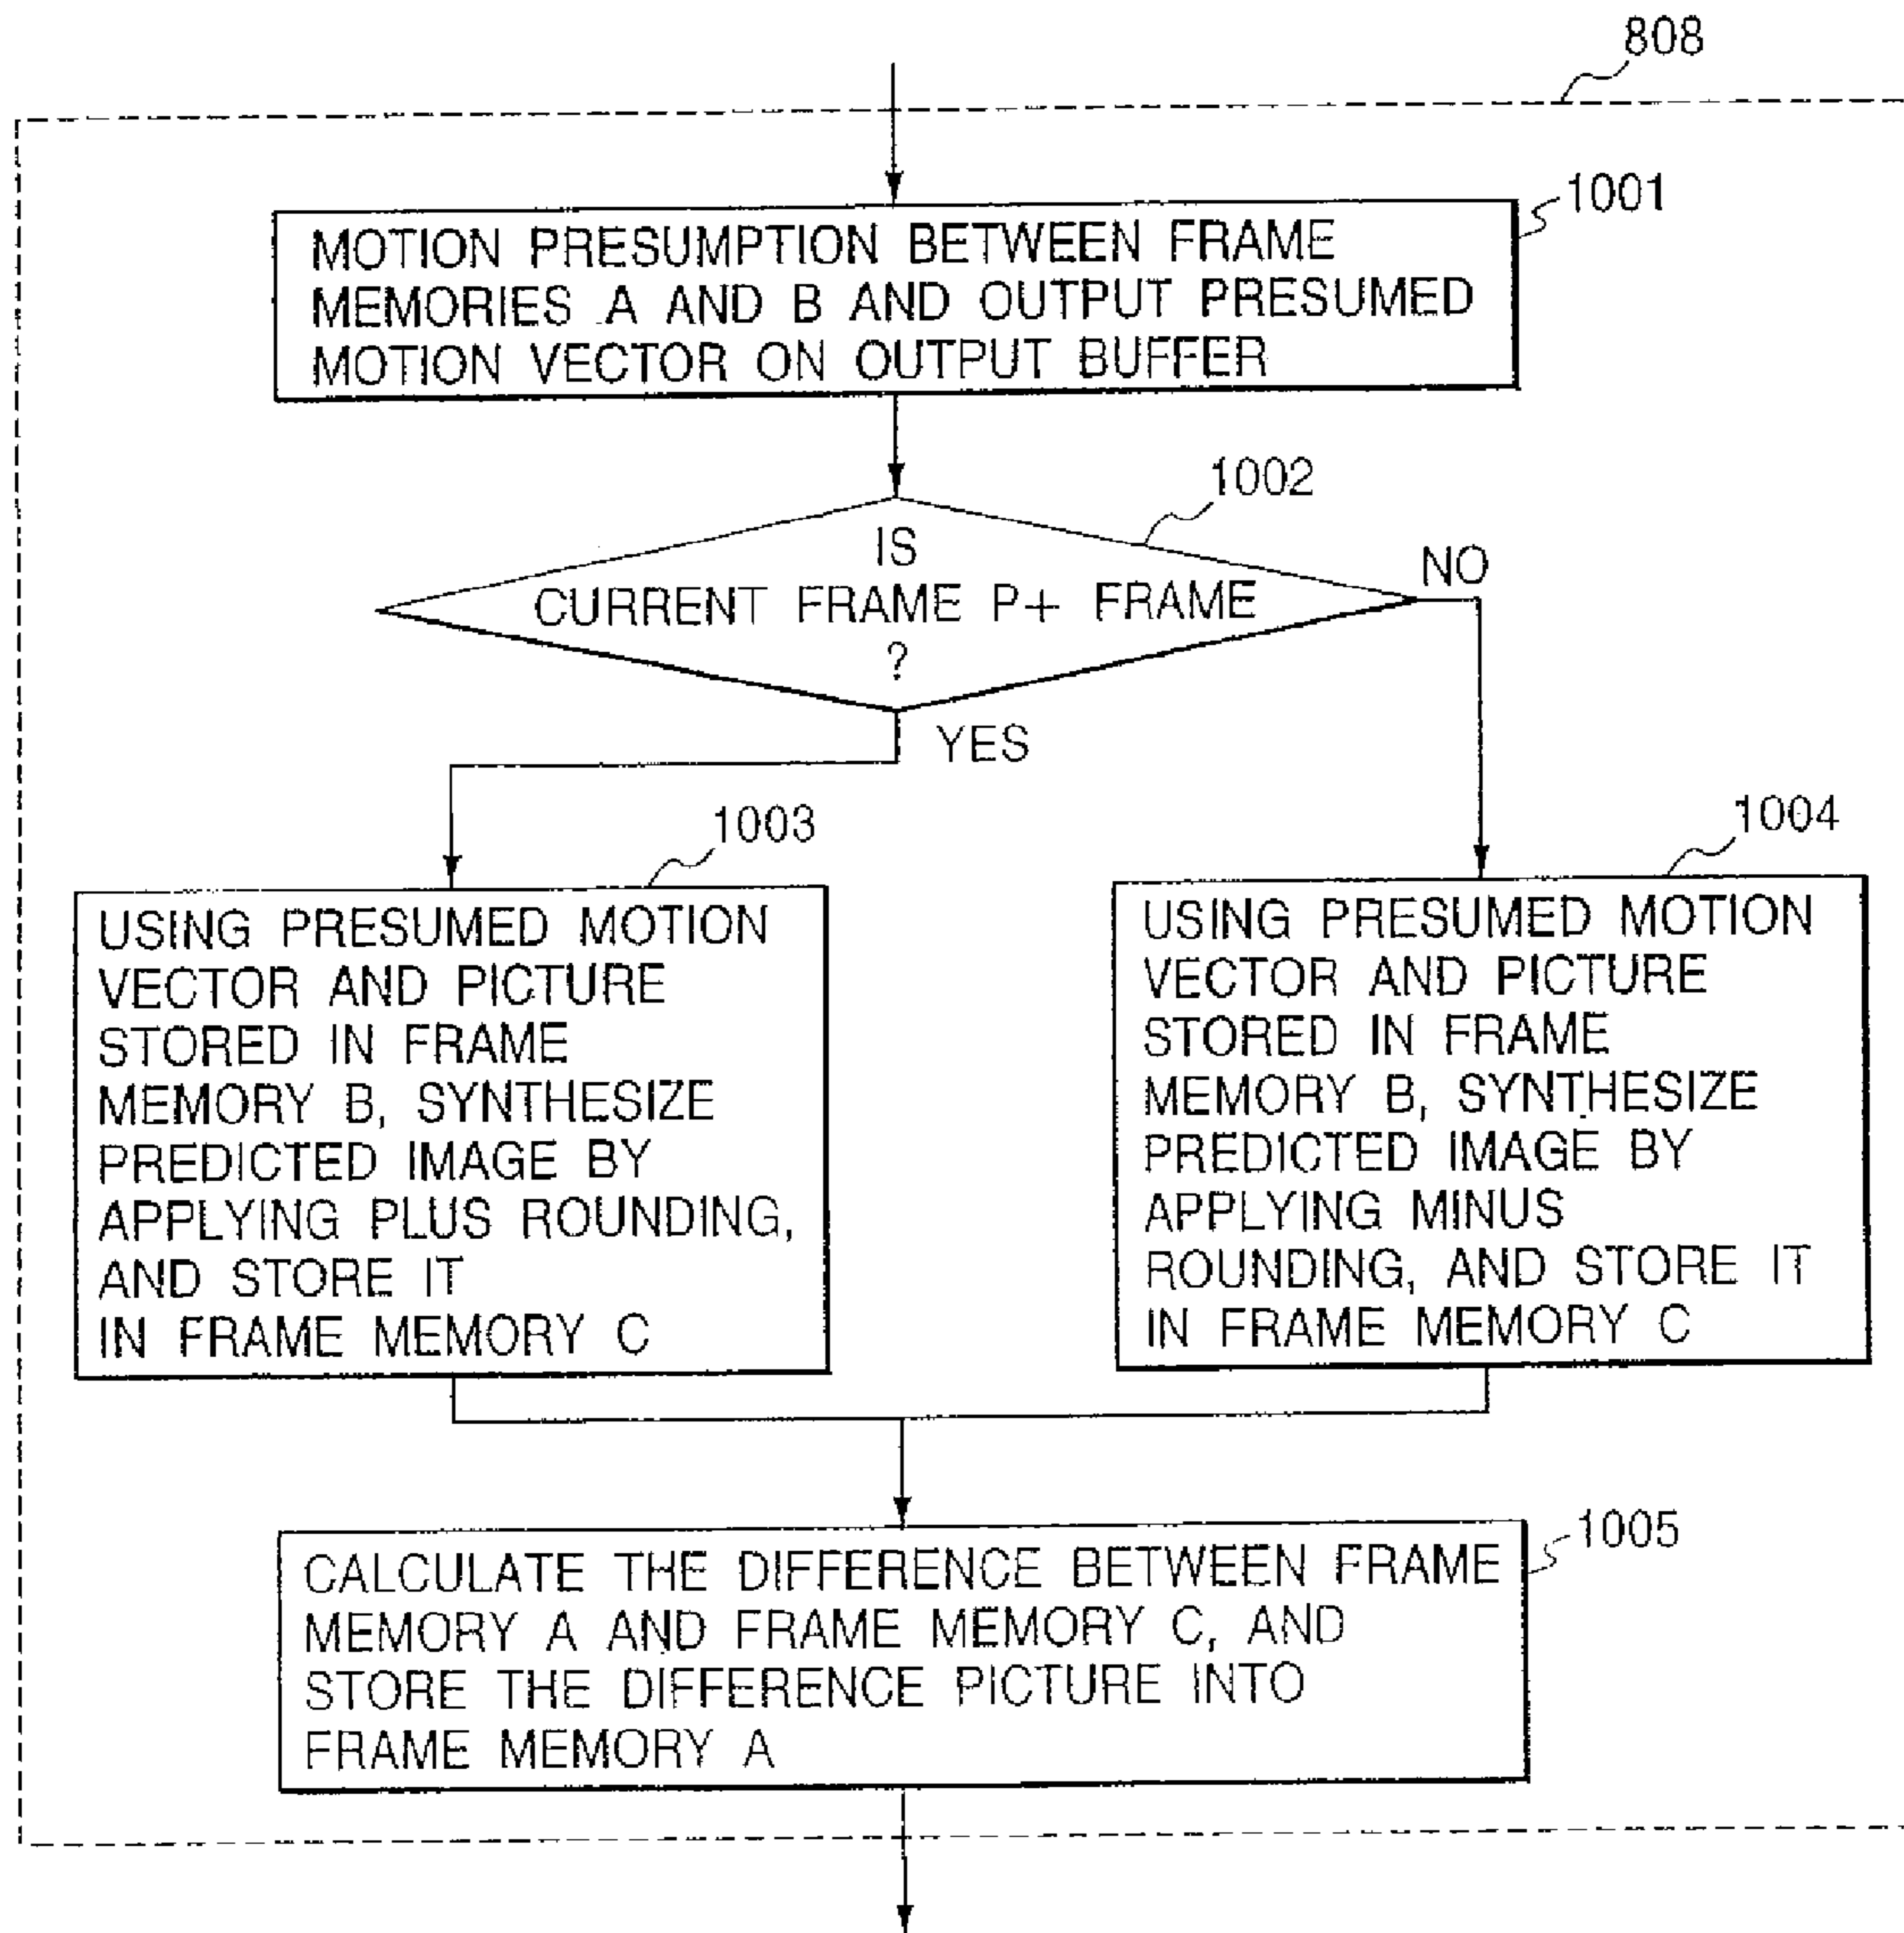 808
1001
MOTION PRESUMPTION BETWEEN FRAME
MEMORIES A AND B AND OUTPUT PRESUMED
MOTION VECTOR ON OUTPUT BUFFER
1002
IS
CURRENT FRAME P+ FRAME
?
NO
YES
1003
USING PRESUMED MOTION
VECTOR AND PICTURE
STORED IN FRAME
MEMORY B, SYNTHESIZE
PREDICTED IMAGE BY
APPLYING PLUS ROUNDING,
AND STORE IT
IN FRAME MEMORY C
1004
USING PRESUMED MOTION
VECTOR AND PICTURE
STORED IN FRAME
MEMORY B, SYNTHESIZE
PREDICTED IMAGE BY
APPLYING MINUS
ROUNDING, AND STORE IT
IN FRAME MEMORY C
1005
CALCULATE THE DIFFERENCE BETWEEN FRAME
MEMORY A AND FRAME MEMORY C, AND
STORE THE DIFFERENCE PICTURE INTO
FRAME MEMORY A